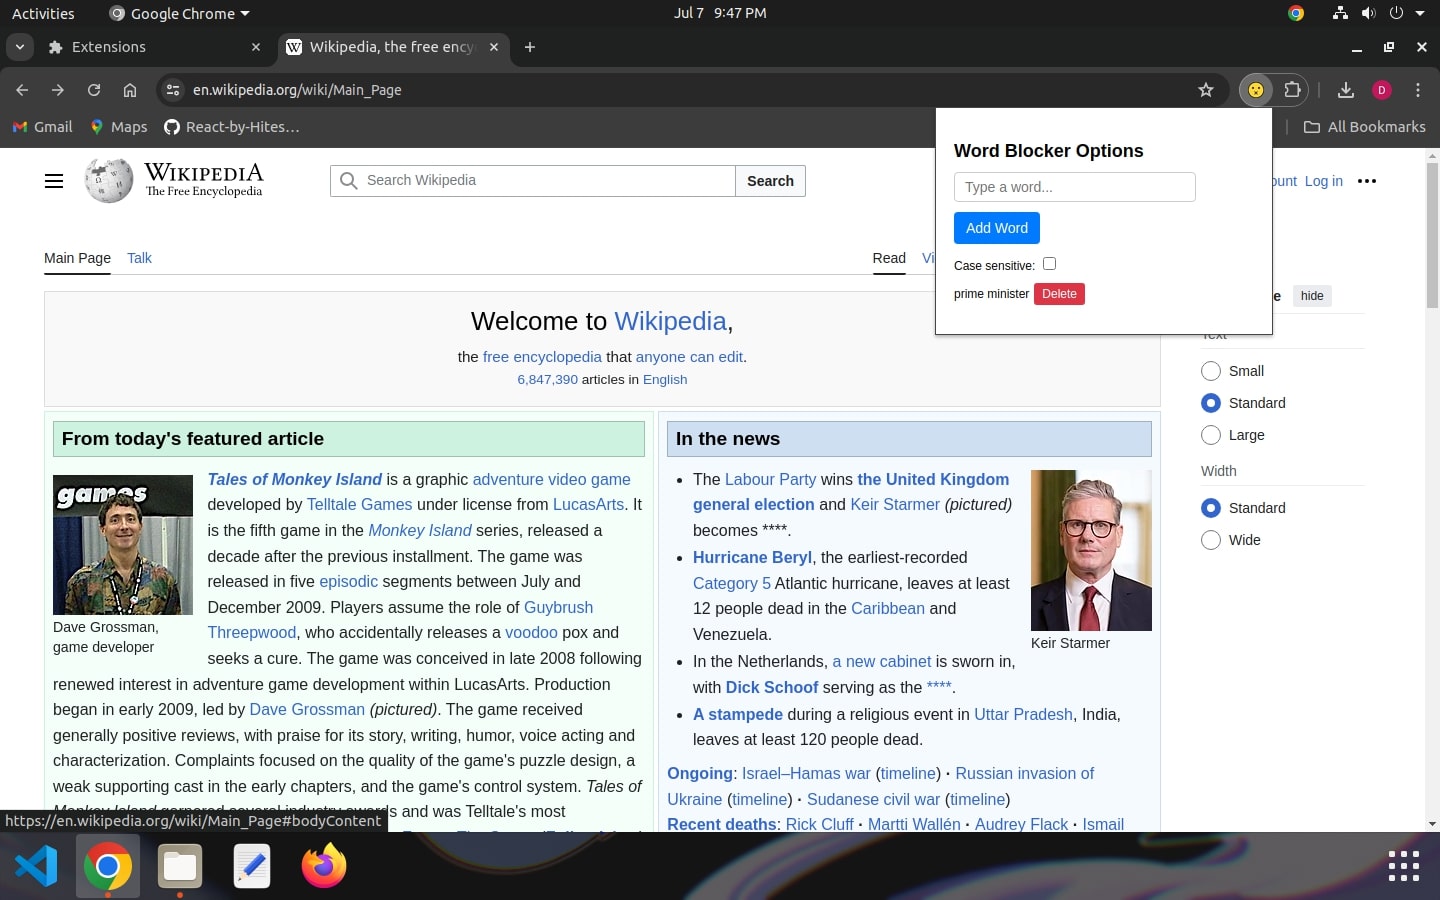 Activities
Google Chrome
Jul 7 9:47 PM
Extensions
Wikipedia, the free ency
en.wikipedia.org/wiki/Main_Page
D
Gmail
Maps
React-by-Hites…
All Bookmarks
WIKIPEDIA
The Free Encyclopedia
Search Wikipedia
Search
Log in
Word Blocker Options
Type a word...
Add Word
Case sensitive:
prime minister
Delete
Main Page
Talk
Read
hide
Text
Small
Standard
Large
Width
Standard
Wide
Welcome to Wikipedia,
the free encyclopedia that anyone can edit.
6,847,390 articles in English
From today's featured article
games
Dave Grossman,
game developer
Tales of Monkey Island is a graphic adventure video game
developed by Telltale Games under license from LucasArts. It
is the fifth game in the Monkey Island series, released a
decade after the previous installment. The game was
released in five episodic segments between July and
December 2009. Players assume the role of Guybrush
Threepwood, who accidentally releases a voodoo pox and
seeks a cure. The game was conceived in late 2008 following
renewed interest in adventure game development within LucasArts. Production
began in early 2009, led by Dave Grossman (pictured). The game received
generally positive reviews, with praise for its story, writing, humor, voice acting and
characterization. Complaints focused on the quality of the game's puzzle design, a
weak supporting cast in the early chapters, and the game's control system. Tales of
and was Telltale's most
In the news
The Labour Party wins the United Kingdom
general election and Keir Starmer (pictured)
becomes ****.
Hurricane Beryl, the earliest-recorded
Category 5 Atlantic hurricane, leaves at least
12 people dead in the Caribbean and
Venezuela.
In the Netherlands, a new cabinet is sworn in,
with Dick Schoof serving as the ****.
A stampede during a religious event in Uttar Pradesh, India,
leaves at least 120 people dead.
Keir Starmer
Ongoing: Israel–Hamas war (timeline) · Russian invasion of
Ukraine (timeline) · Sudanese civil war (timeline)
Recent deaths: Rick Cluff · Martti Wallén · Audrey Flack · Ismail
https://en.wikipedia.org/wiki/Main_Page#bodyContent